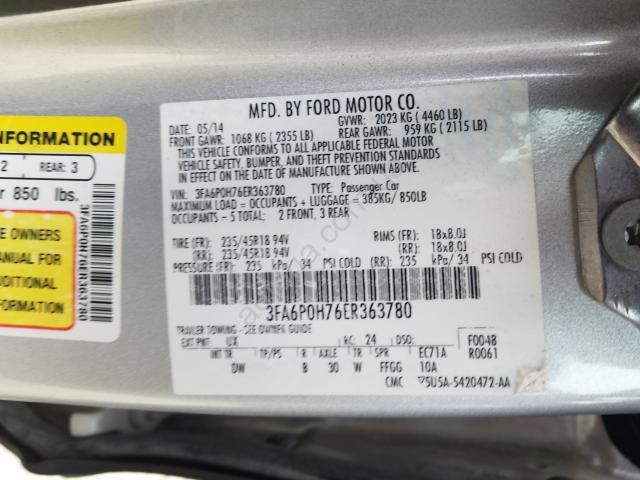 NFORMATION
2 REAR: 3
r 850 lbs.
E OWNERS
MANUAL FOR
DDITIONAL
FORMATION
3FA6P0H76ER363780
MFD. BY FORD MOTOR CO.
DATE: 05/14 GVWR: 2023 KG ( 4460 LB)
FRONT GAWR: 1068 KG ( 2355 LB) REAR GAWR: 959 KG ( 2115 LB)
THIS VEHICLE CONFORMS TO ALL APPLICABLE FEDERAL MOTOR
VEHICLE SAFETY, BUMPER, AND THEFT PREVENTION STANDARDS
IN EFFECT ON THE DATE OF MANUFACTURE SHOWN ABOVE.
VIN: 3FA6P0H76ER363780 TYPE: Passenger Car
MAXIMUM LOAD = OCCUPANTS + LUGGAGE = 385KG/ 850LB
OCCUPANTS - 5 TOTAL: 2 FRONT, 3 REAR
TIRE (FR): 235/45R18 94V RIMS (FR): 18x8.0J
(RR): 235/45R18 94V (RR): 18x8.0J
PRESSURE (FR): 235 kPa/ 34 PSI COLD (RR): 235 kPa/ 34 PSI COLD
3FA6P0H76ER363780
TRAILER TOWING - SEE OWNER GUIDE
EXT PNT: UX RC: 24 DSO: F0048
INT TR TP/PS R AXLE TR SPR EC71A R0061
DW B 30 W FFGG 10A
CMC 5U5A-5420472-AA